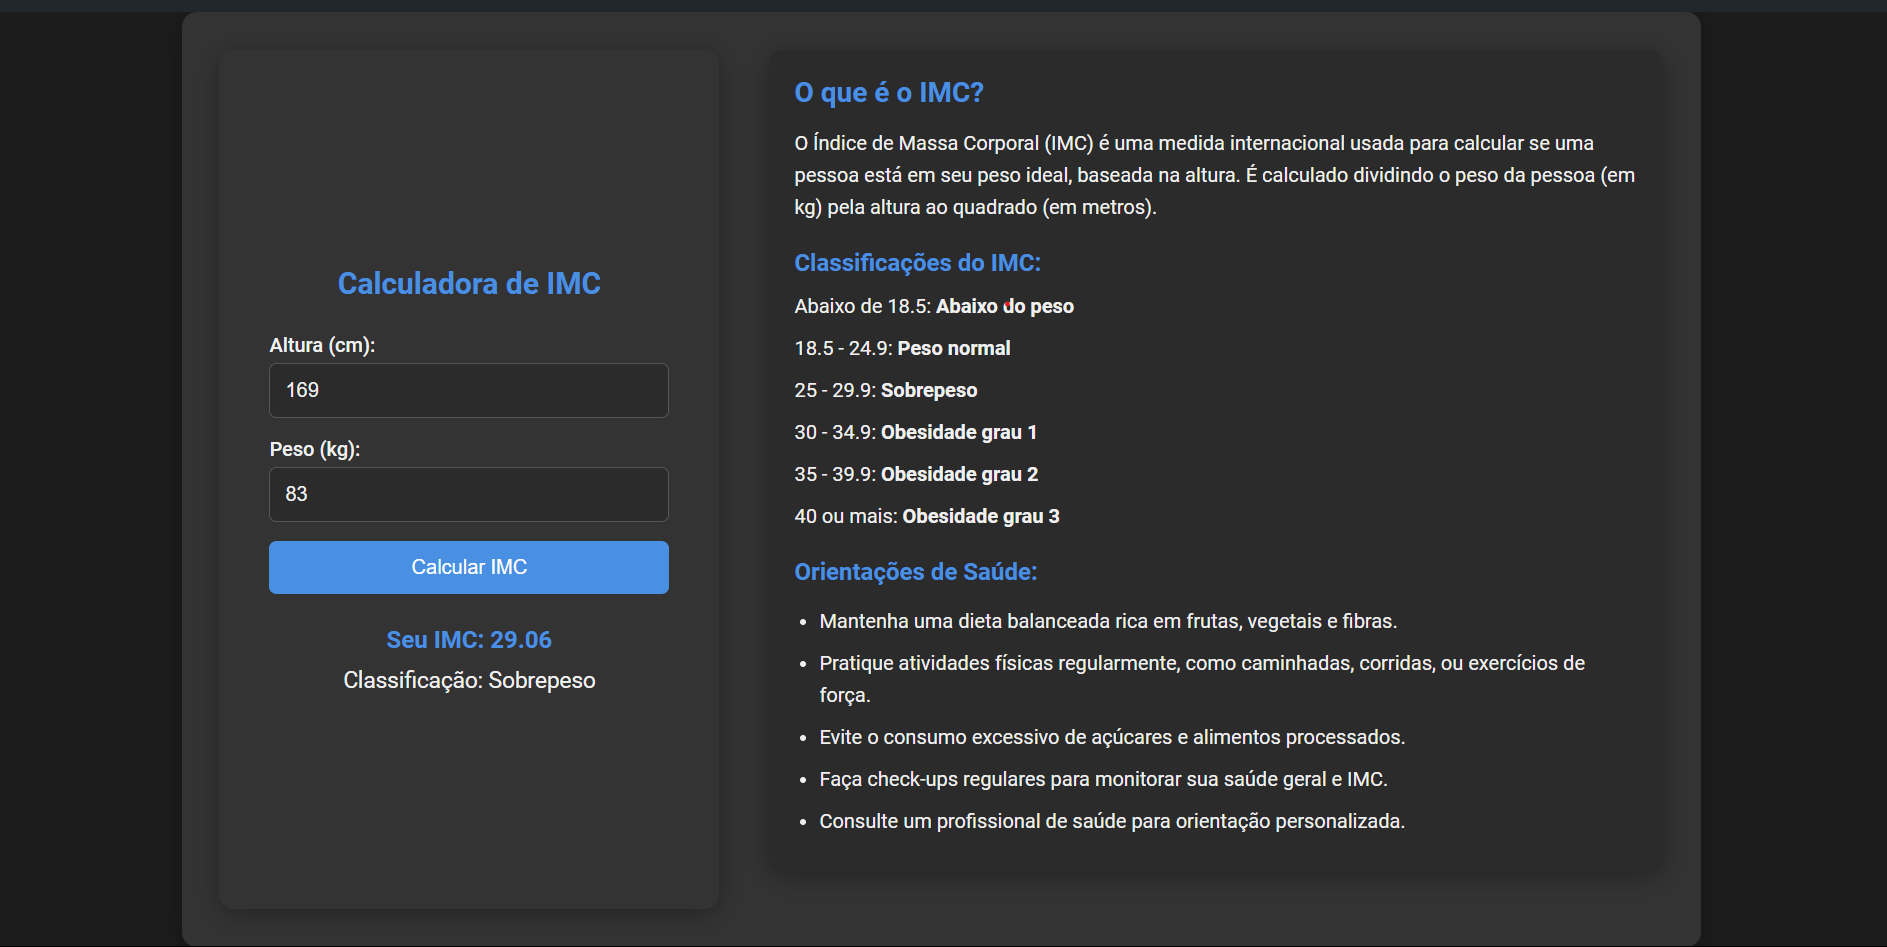 Calculadora de IMC
Altura (cm):
169
Peso (kg):
83
Calcular IMC
Seu IMC: 29.06
Classificação: Sobrepeso
O que é o IMC?
O Índice de Massa Corporal (IMC) é uma medida internacional usada para calcular se uma
pessoa está em seu peso ideal, baseada na altura. É calculado dividindo o peso da pessoa (em
kg) pela altura ao quadrado (em metros).
Classificações do IMC:
Abaixo de 18.5: Abaixo do peso
18.5 - 24.9: Peso normal
25 - 29.9: Sobrepeso
30 - 34.9: Obesidade grau 1
35 - 39.9: Obesidade grau 2
40 ou mais: Obesidade grau 3
Orientações de Saúde:
• Mantenha uma dieta balanceada rica em frutas, vegetais e fibras.
• Pratique atividades físicas regularmente, como caminhadas, corridas, ou exercícios de
força.
• Evite o consumo excessivo de açúcares e alimentos processados.
• Faça check-ups regulares para monitorar sua saúde geral e IMC.
• Consulte um profissional de saúde para orientação personalizada.